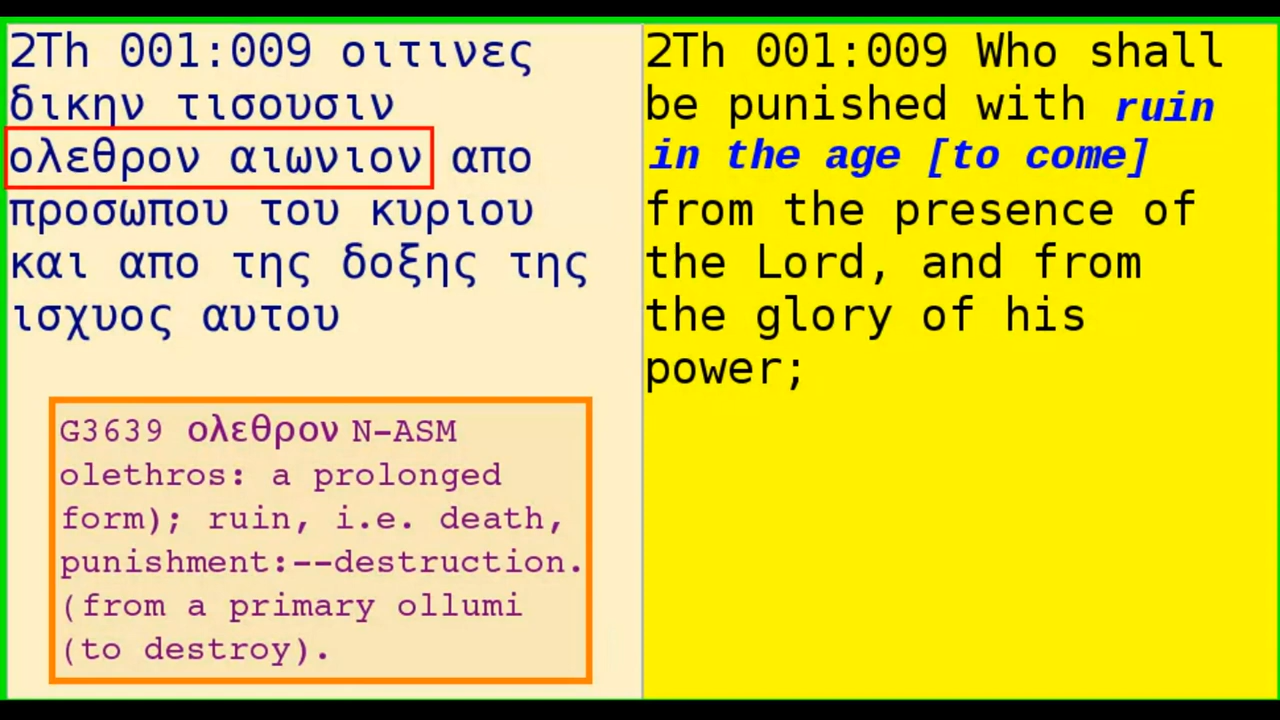 2Th 001:009 οιτινες
δικην τισουσιν
ολεθρον αιωνιον απο
προσωπου του κυριου
και απο της δοξης της
ισχυος αυτου
G3639 ολεθρον N-ASM
olethros: a prolonged
form); ruin, i.e. death,
punishment:--destruction.
(from a primary ollumi
(to destroy).
2Th 001:009 Who shall
be punished with ruin
in the age [to come]
from the presence of
the Lord, and from
the glory of his
power;